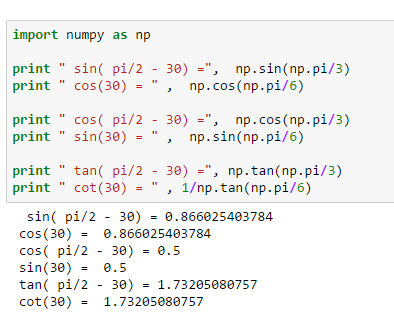 import numpy as np
print " sin( pi/2 - 30) =",  np.sin(np.pi/3)
print " cos(30) = " ,  np.cos(np.pi/6)
print " cos( pi/2 - 30) =",  np.cos(np.pi/3)
print " sin(30) = " ,  np.sin(np.pi/6)
print " tan( pi/2 - 30) =", np.tan(np.pi/3)
print " cot(30) = " , 1/np.tan(np.pi/6)
sin( pi/2 - 30) = 0.866025403784
cos(30) =  0.866025403784
cos( pi/2 - 30) = 0.5
sin(30) =  0.5
tan( pi/2 - 30) = 1.73205080757
cot(30) =  1.73205080757